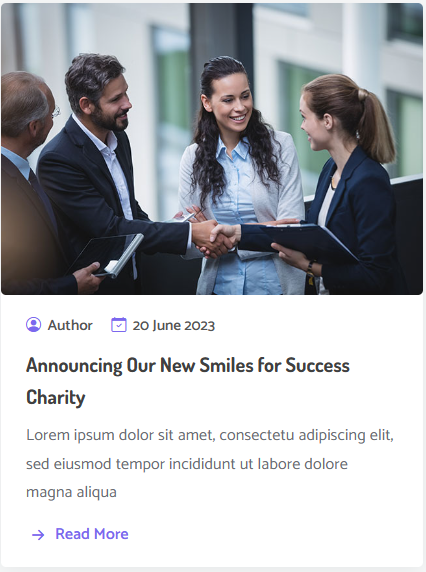 Author 20 June 2023
Announcing Our New Smiles for Success
Charity
Lorem ipsum dolor sit amet, consectetu adipiscing elit,
sed eiusmod tempor incididunt ut labore dolore
magna aliqua
Read More